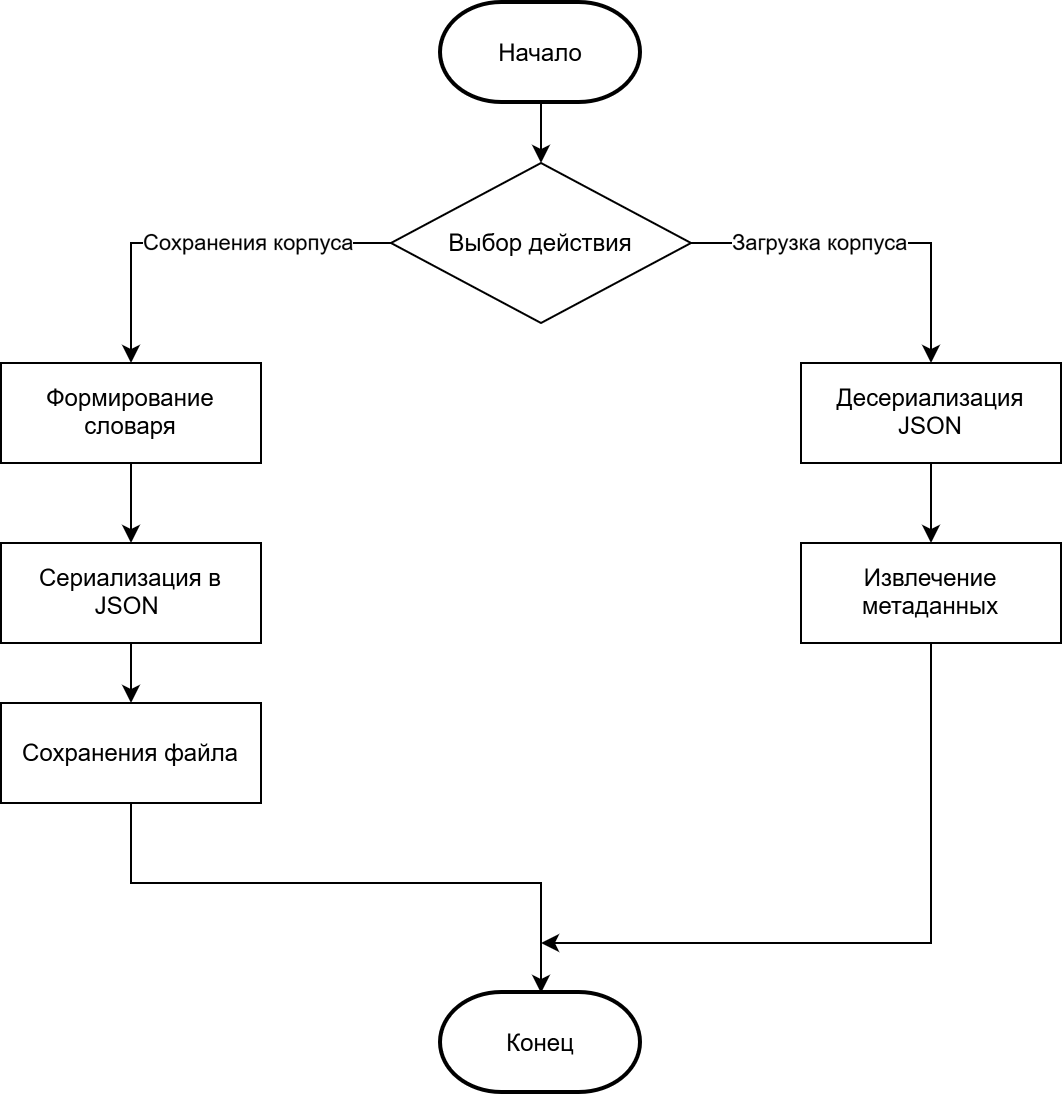 Начало
Выбор действия
Сохранения корпуса
Загрузка корпуса
Формирование
словаря
Десериализация
JSON
Сериализация в
JSON
Извлечение
метаданных
Сохранения файла
Конец